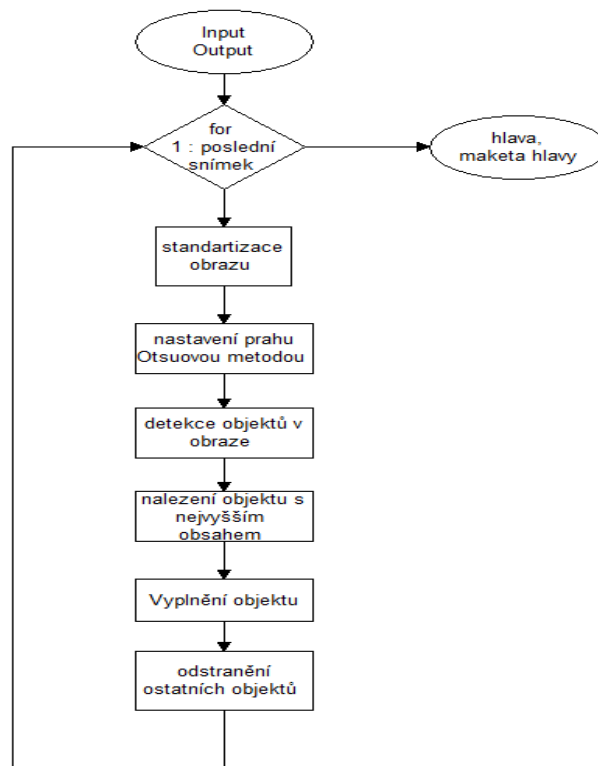 Input
Output
for
1 : poslední
snímek
hlava,
maketa hlavy
standartizace
obrazu
nastavení prahu
Otsuovou metodou
detekce objektů v
obraze
nalezení objektu s
nejvyšším
obsahem
Vyplnění objektu
odstranění
ostatních objektů